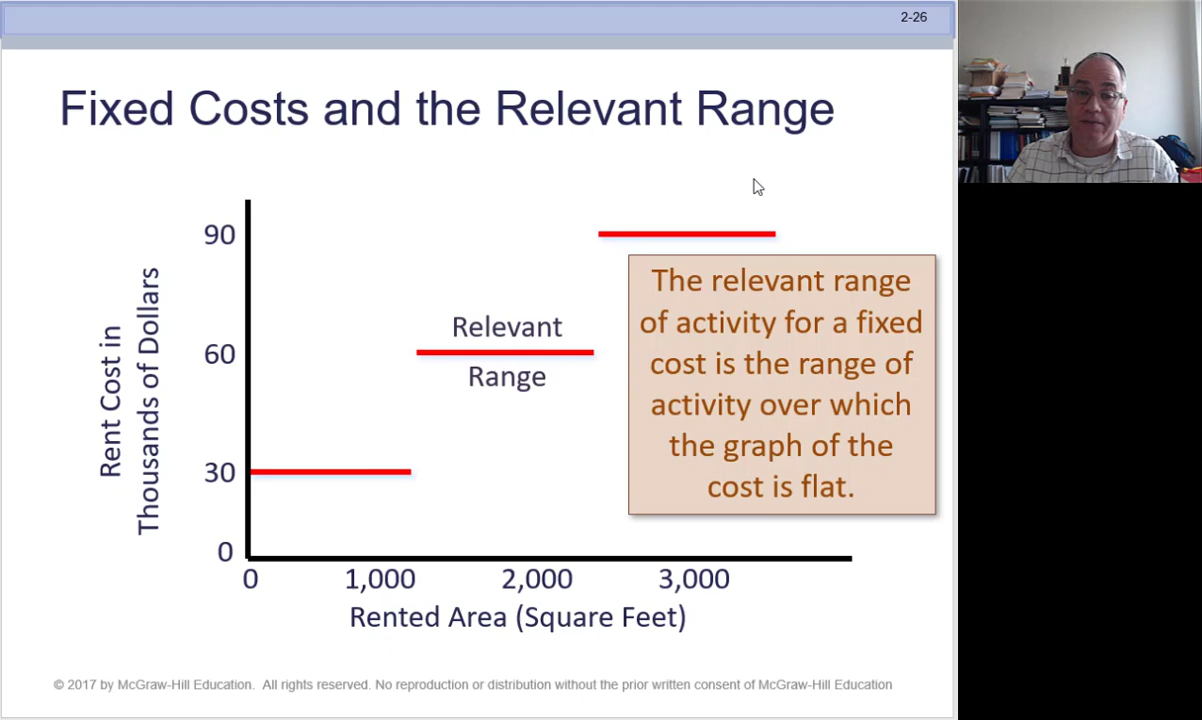 2-26
Fixed Costs and the Relevant Range
90
60
30
0
Rent Cost in
Thousands of Dollars
Relevant
Range
The relevant range
of activity for a fixed
cost is the range of
activity over which
the graph of the
cost is flat.
0 1,000 2,000 3,000
Rented Area (Square Feet)
© 2017 by McGraw-Hill Education. All rights reserved. No reproduction or distribution without the prior written consent of McGraw-Hill Education